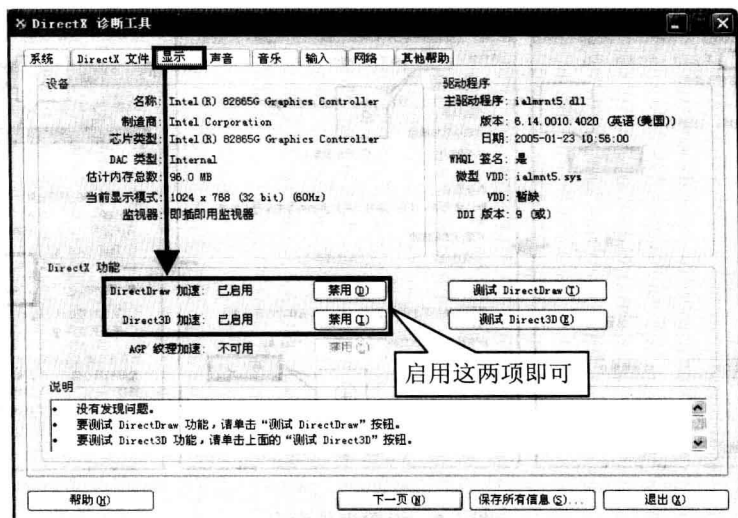 DirectX 诊断工具
系统 DirectX 文件 显示 声音 音乐 输入 网络 其他帮助
设备
名称: Intel(R) 82865G Graphics Controller
制造商: Intel Corporation
芯片类型: Intel(R) 82865G Graphics Controller
DAC 类型: Internal
估计内存总数: 96.0 MB
当前显示模式: 1024 x 768 (32 bit) (60Hz)
监视器: 即插即用监视器
驱动程序
主驱动程序: ialmrnt5.dll
版本: 6.14.0010.4020 (英语(美国))
日期: 2005-01-23 10:56:00
WHQL 签名: 是
微型 VDD: ialmnt5.sys
VDD: 暂缺
DDI 版本: 9 (或)
DirectX 功能
DirectDraw 加速: 已启用 禁用(D) 测试 DirectDraw(T)
Direct3D 加速: 已启用 禁用(I) 测试 Direct3D(E)
AGP 纹理加速: 不可用 禁用
启用这两项即可
说明
• 没有发现问题。
• 要测试 DirectDraw 功能，请单击“测试 DirectDraw”按钮。
• 要测试 Direct3D 功能，请单击上面的“测试 Direct3D”按钮。
帮助(H) 下一页(N) 保存所有信息(S)... 退出(X)